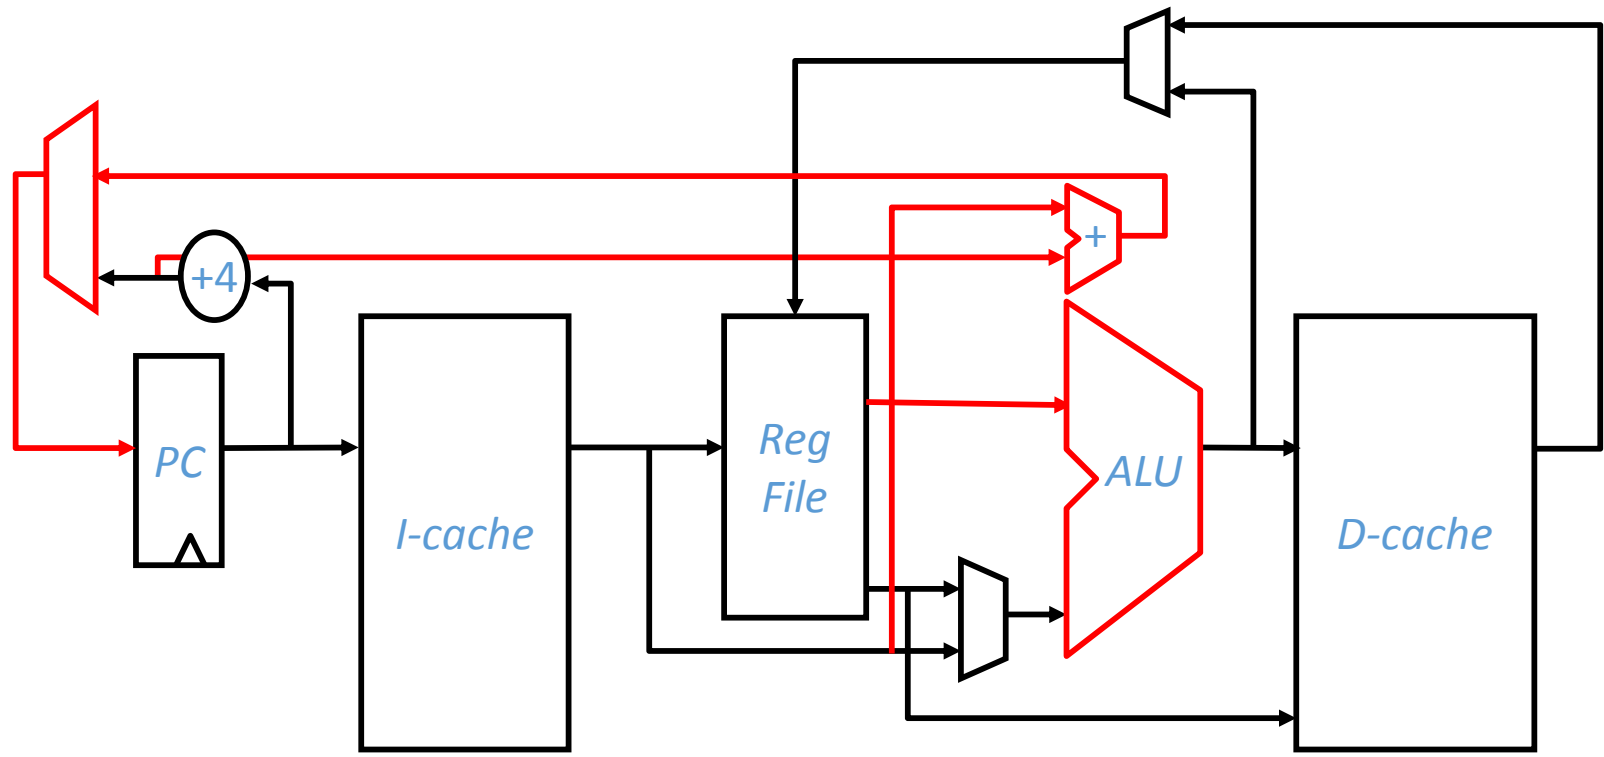 +
+4
PC
I-cache
Reg
File
ALU
D-cache